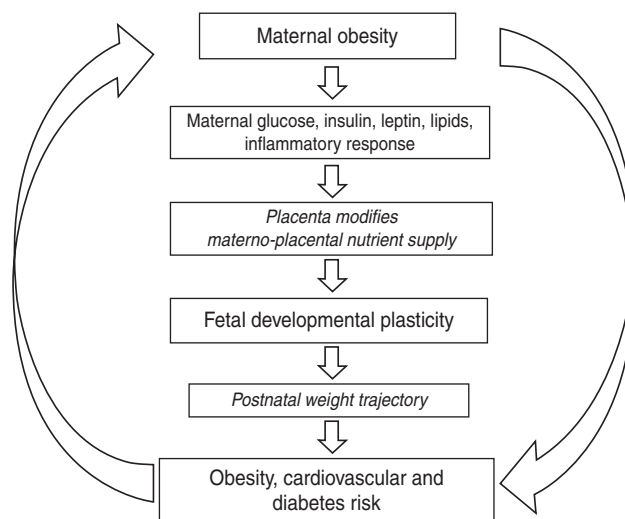 Maternal obesity
Maternal glucose, insulin, leptin, lipids,
inflammatory response
Placenta modifies
materno-placental nutrient supply
Fetal developmental plasticity
Postnatal weight trajectory
Obesity, cardiovascular and
diabetes risk